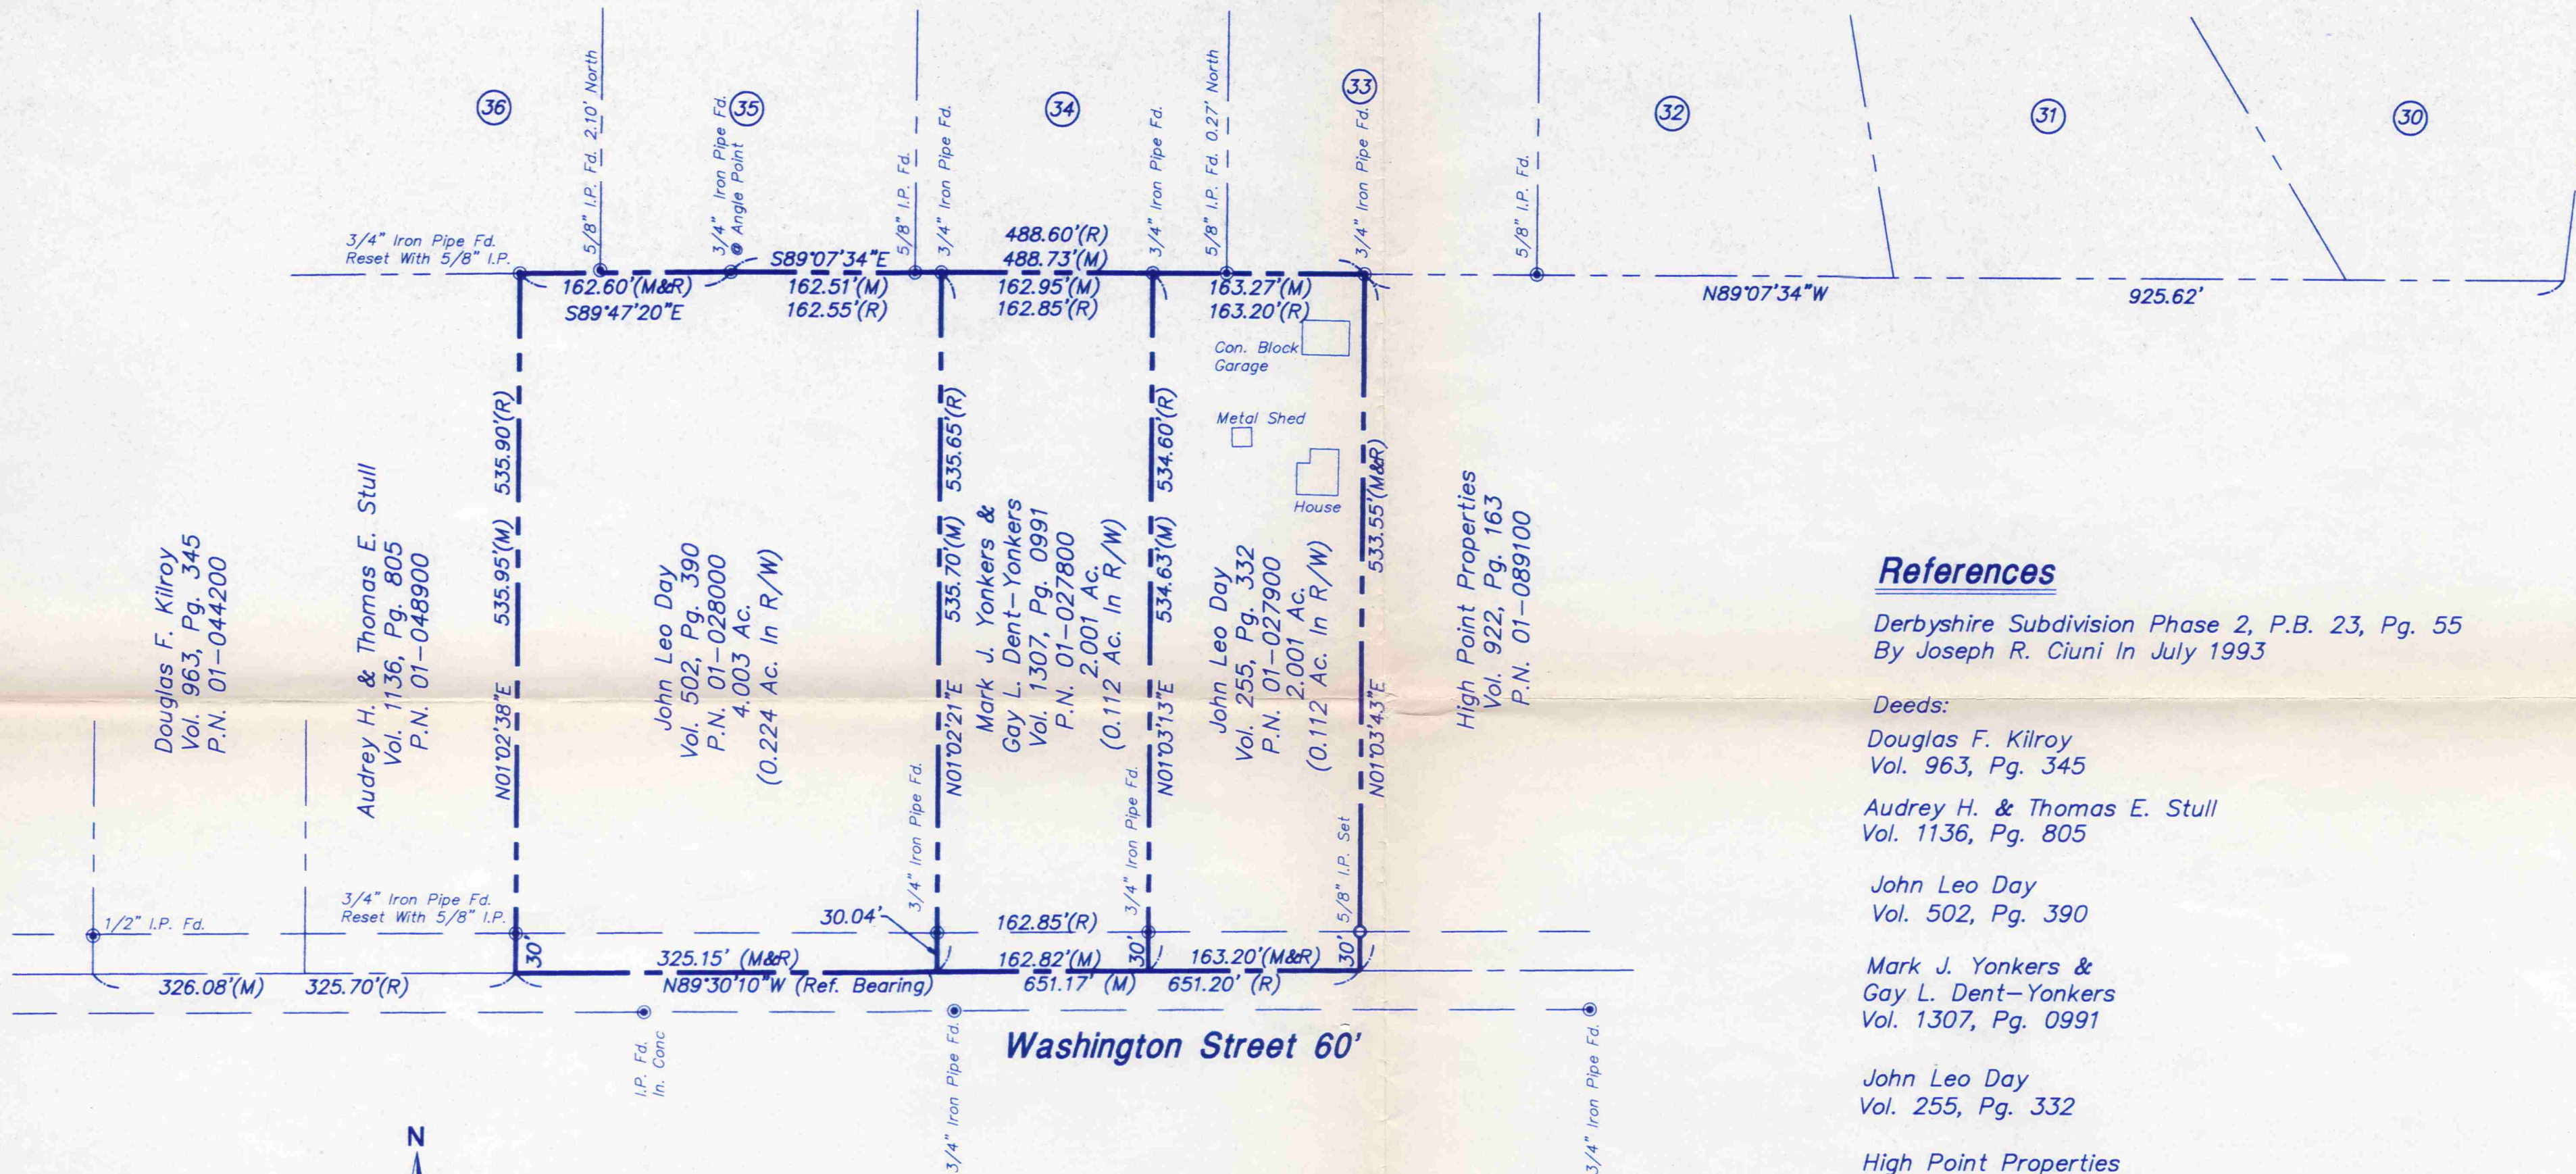 36
35
34
33
32
31
30
5/8" I.P. Fd. 2.10' North
3/4" Iron Pipe Fd.
@ Angle Point
5/8" I.P. Fd.
3/4" Iron Pipe Fd.
3/4" Iron Pipe Fd.
5/8" I.P. Fd. 0.27' North
3/4" Iron Pipe Fd.
5/8" I.P. Fd.
3/4" Iron Pipe Fd.
Reset With 5/8" I.P.
S89°07'34"E
488.60'(R)
488.73'(M)
162.60'(M&R)
S89°47'20"E
162.51'(M)
162.55'(R)
162.95'(M)
162.85'(R)
163.27'(M)
163.20'(R)
N89°07'34"W
925.62'
Con. Block
Garage
Metal Shed
House
Douglas F. Kilroy
Vol. 963, Pg. 345
P.N. 01-044200
Audrey H. & Thomas E. Stull
Vol. 1136, Pg. 805
P.N. 01-048900
N01°02'38"E
535.95'(M)
535.90'(R)
John Leo Day
Vol. 502, Pg. 390
P.N. 01-028000
4.003 Ac.
(0.224 Ac. In R/W)
3/4" Iron Pipe Fd.
N01°02'21"E
535.70'(M)
535.65'(R)
Mark J. Yonkers &
Gay L. Dent-Yonkers
Vol. 1307, Pg. 0991
P.N. 01-027800
2.001 Ac.
(0.112 Ac. In R/W)
3/4" Iron Pipe Fd.
N01°03'13"E
534.63'(M)
534.60'(R)
John Leo Day
Vol. 255, Pg. 332
P.N. 01-027900
2.001 Ac.
(0.112 Ac. In R/W)
5/8" I.P. Set
N01°03'43"E
533.55'(M&R)
High Point Properties
Vol. 922, Pg. 163
P.N. 01-089100
1/2" I.P. Fd.
3/4" Iron Pipe Fd.
Reset With 5/8" I.P.
30.04'
162.85'(R)
30'
325.15' (M&R)
162.82'(M)
30'
163.20'(M&R)
30'
326.08'(M)
325.70'(R)
N89°30'10"W (Ref. Bearing)
651.17' (M)
651.20' (R)
I.P. Fd.
In. Conc
3/4" Iron Pipe Fd.
Washington Street 60'
3/4" Iron Pipe Fd.
N
References
Derbyshire Subdivision Phase 2, P.B. 23, Pg. 55
By Joseph R. Ciuni In July 1993
Deeds:
Douglas F. Kilroy
Vol. 963, Pg. 345
Audrey H. & Thomas E. Stull
Vol. 1136, Pg. 805
John Leo Day
Vol. 502, Pg. 390
Mark J. Yonkers &
Gay L. Dent-Yonkers
Vol. 1307, Pg. 0991
John Leo Day
Vol. 255, Pg. 332
High Point Properties